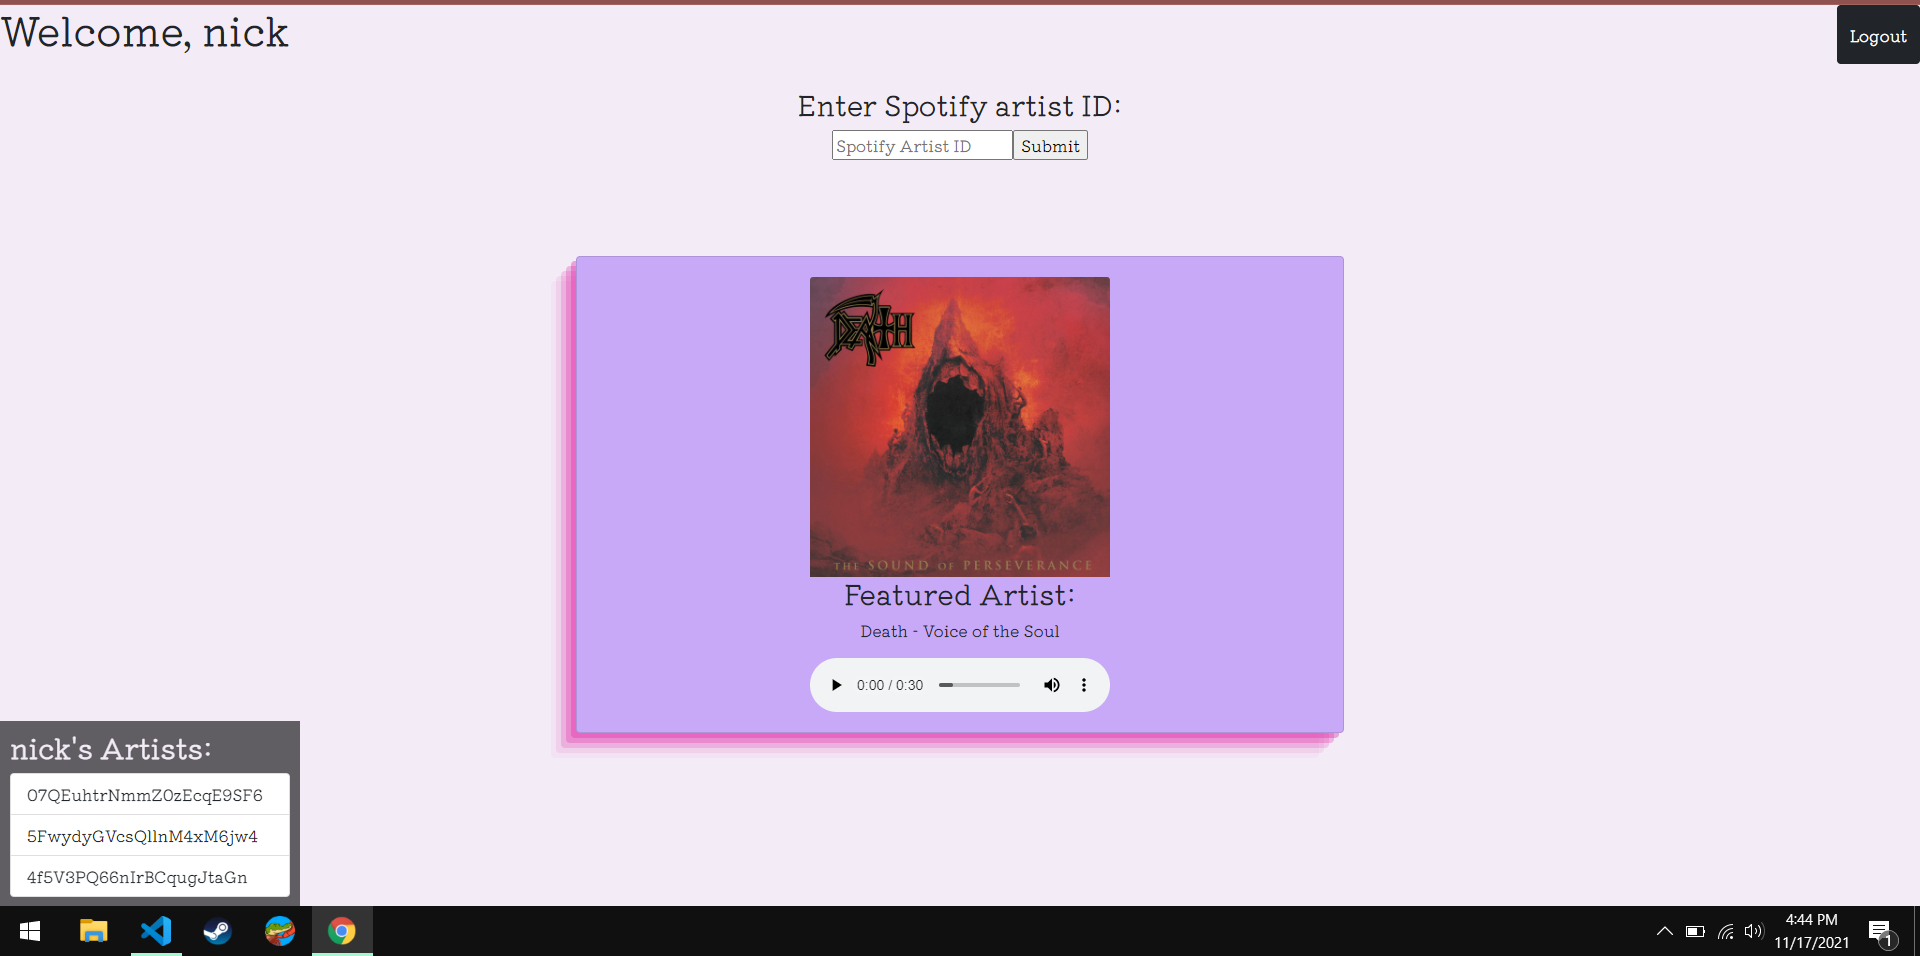 Welcome, nick
Logout
Enter Spotify artist ID:
Spotify Artist ID
Submit
DEATH
THE SOUND OF PERSEVERANCE
Featured Artist:
Death - Voice of the Soul
0:00 / 0:30
nick's Artists:
07QEuhtrNmmZ0zEcqE9SF6
5FwydyGVcsQllnM4xM6jw4
4f5V3PQ66nIrBCqugJtaGn
4:44 PM
11/17/2021
1